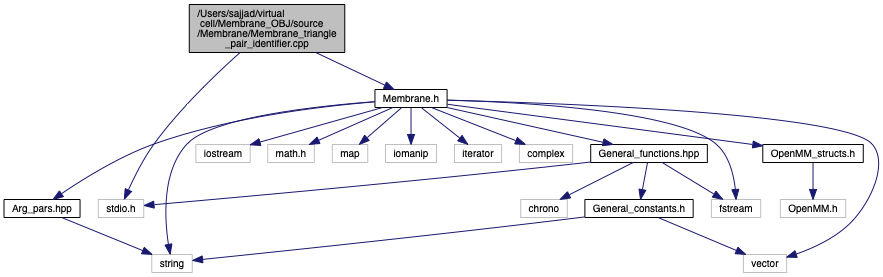 /Users/sajjad/virtual
cell/Membrane_OBJ/source
/Membrane/Membrane_triangle
_pair_identifier.cpp
Membrane.h
iostream
math.h
map
iomanip
iterator
complex
General_functions.hpp
OpenMM_structs.h
Arg_pars.hpp
stdio.h
chrono
General_constants.h
fstream
OpenMM.h
string
vector